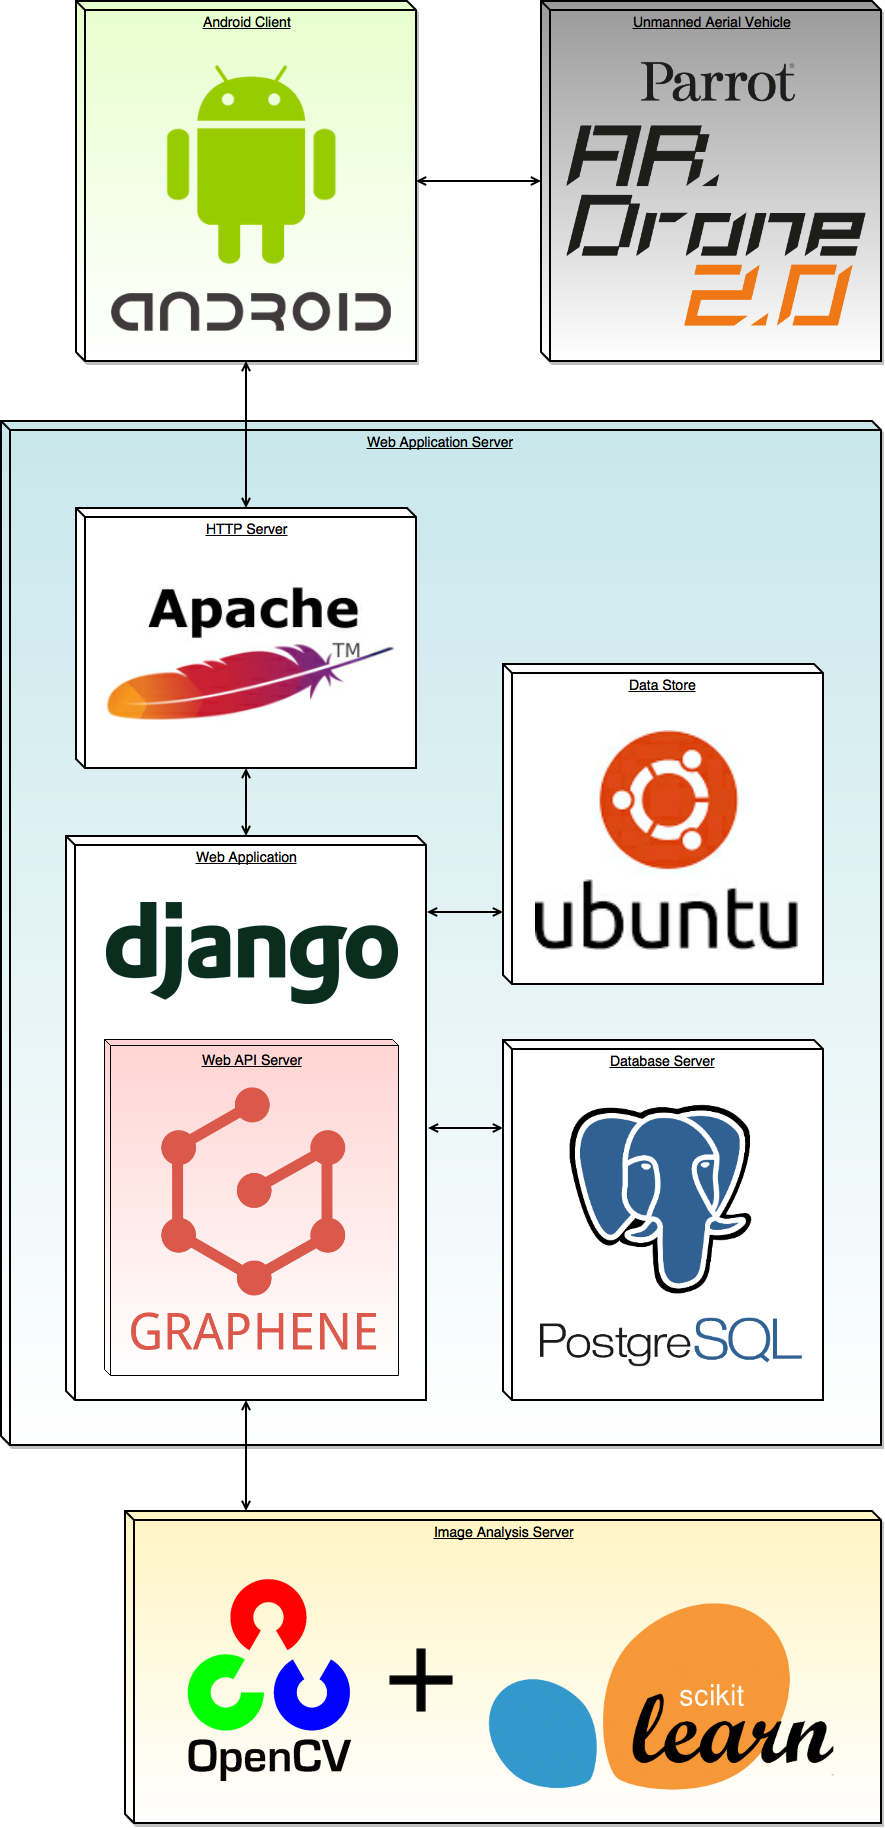 Android Client
ANDROID
Unmanned Aerial Vehicle
Parrot
AR.
Drone
2.0
Web Application Server
HTTP Server
Apache
TM
Data Store
ubuntu
Web Application
django
Web API Server
GRAPHENE
Database Server
PostgreSQL
Image Analysis Server
OpenCV
+
scikit
learn